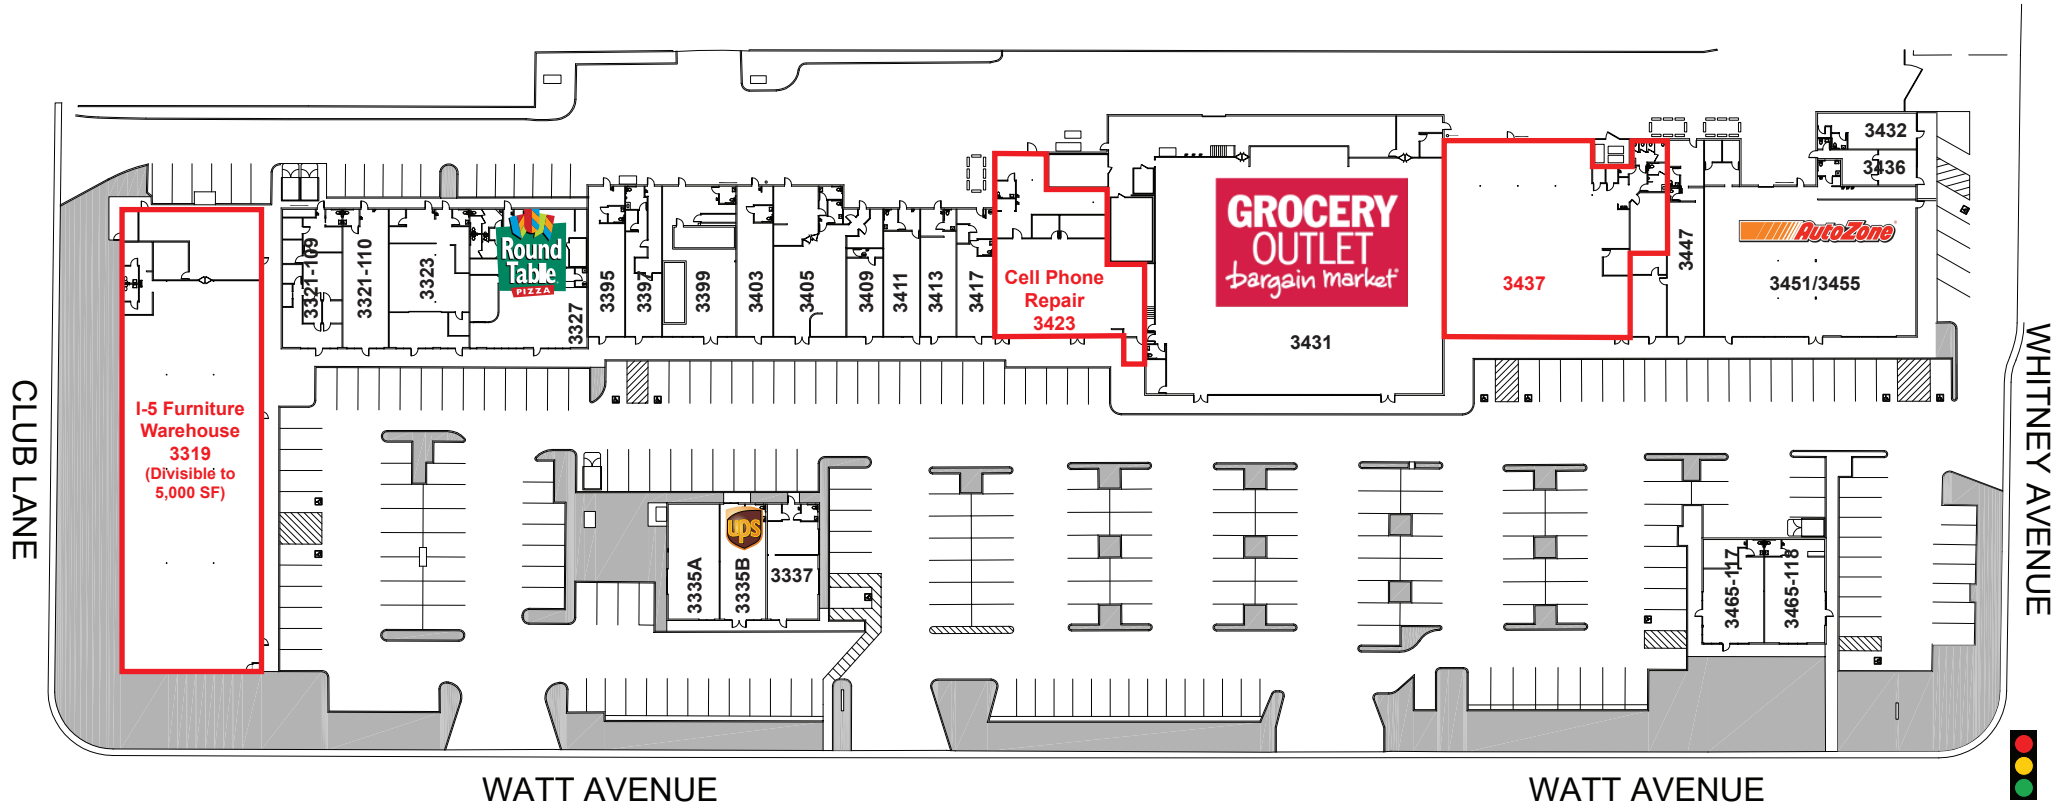 3432
3436
GROCERY
OUTLET
bargain market
3431
AutoZone
3451/3455
3447
3437
Cell Phone
Repair
3423
3417
3413
3411
3409
3405
3403
3399
3397
3395
Round
Table
PIZZA
3327
3323
3321-110
3321-109
I-5 Furniture
Warehouse
3319
(Divisible to
5,000 SF)
ups
3335A
3335B
3337
3465-117
3465-118
CLUB LANE
WHITNEY AVENUE
WATT AVENUE
WATT AVENUE